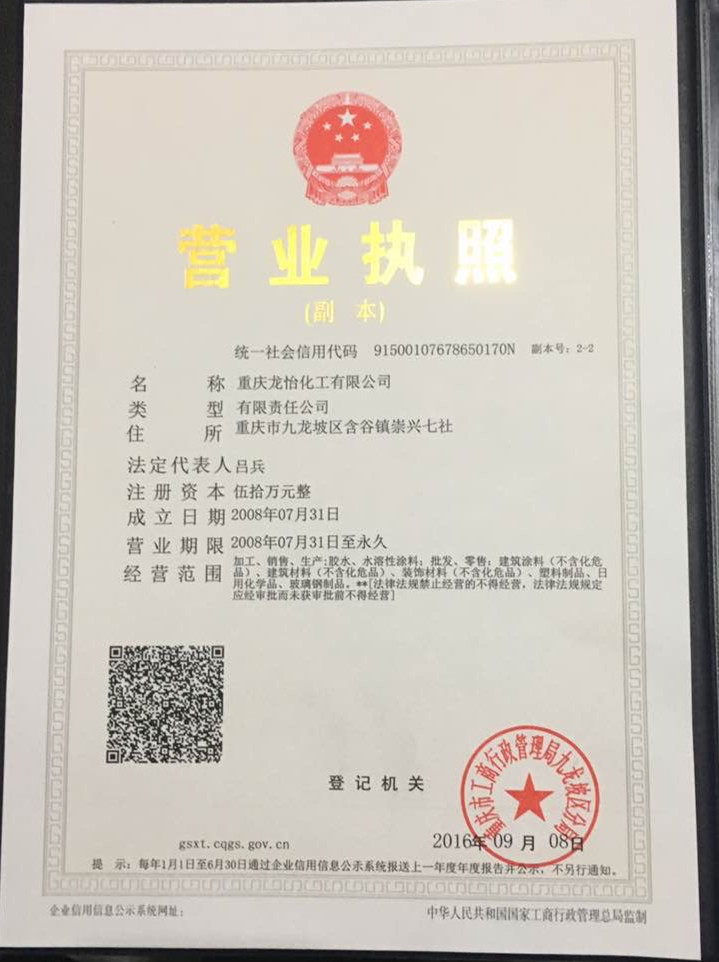 营业执照
(副 本)
统一社会信用代码 91500107678650170N 副本号：2-2
名 称 重庆龙怡化工有限公司
类 型 有限责任公司
住 所 重庆市九龙坡区含谷镇崇兴七社
法定代表人 吕兵
注册资本 伍拾万元整
成立日期 2008年07月31日
营业期限 2008年07月31日至永久
经营范围 加工、销售、生产：胶水、水溶性涂料；批发、零售：建筑涂料（不含化危
品）、建筑材料（不含化危品）、装饰材料（不含化危品）、塑料制品、日
用化学品、玻璃钢制品。**[法律法规禁止经营的不得经营，法律法规规定
应经审批而未获审批前不得经营]
重庆市工商行政管理局九龙坡区分局
登记机关
gsxt.cqgs.gov.cn
2016年 09 月 08日
提 示：每年1月1日至6月30日通过企业信用信息公示系统报送上一年度年度报告并公示，不另行通知。
企业信用信息公示系统网址：
中华人民共和国国家工商行政管理总局监制